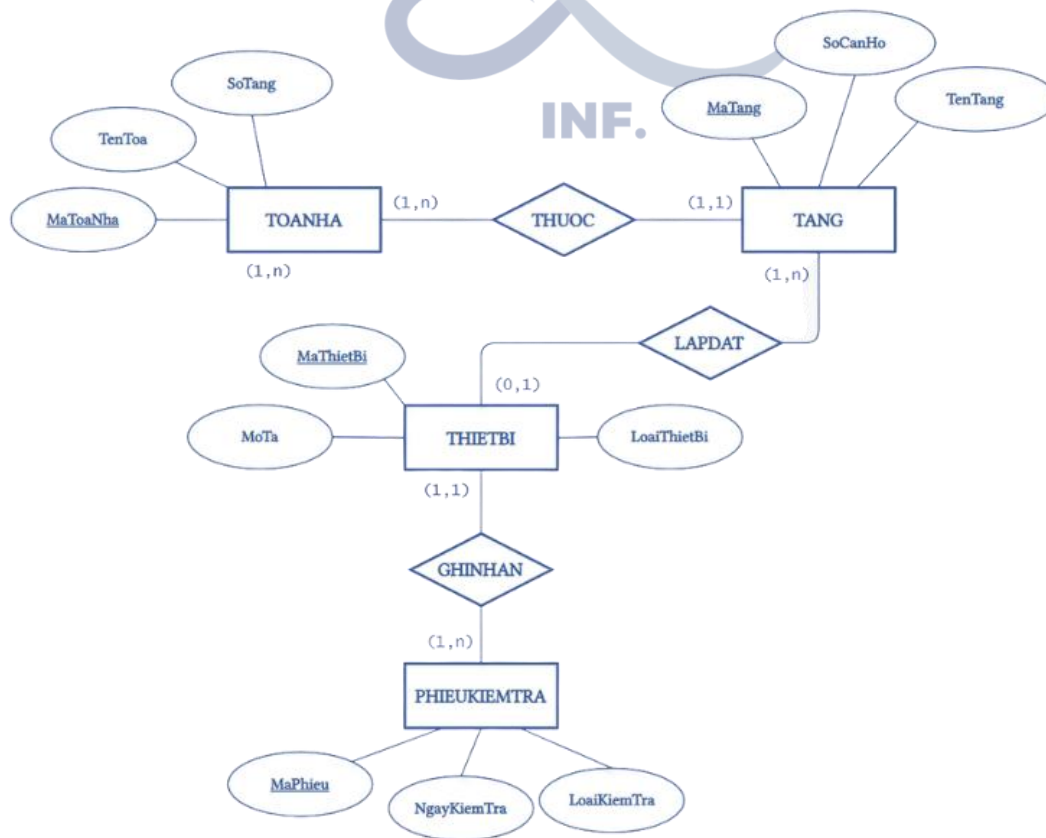 SoCanHo
SoTang
MaTang
TenTang
INF.
TenToa
MaToaNha
TOANHA
(1,n)
THUOC
(1,1)
TANG
(1,n)
(1,n)
LAPDAT
MaThietBi
(0,1)
MoTa
THIETBI
LoaiThietBi
(1,1)
GHINHAN
(1,n)
PHIEUKIEMTRA
MaPhieu
NgayKiemTra
LoaiKiemTra